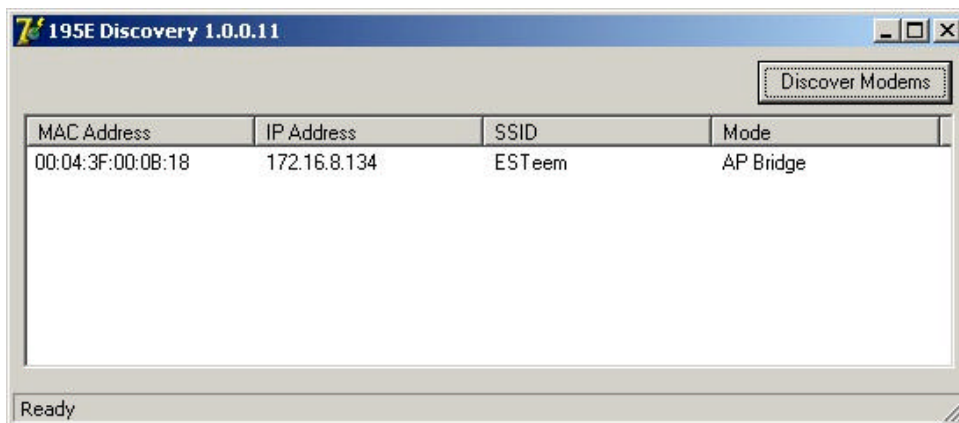 195E Discovery 1.0.0.11
Discover Modems
MAC Address IP Address SSID Mode
00:04:3F:00:0B:18 172.16.8.134 ESTeem AP Bridge
Ready